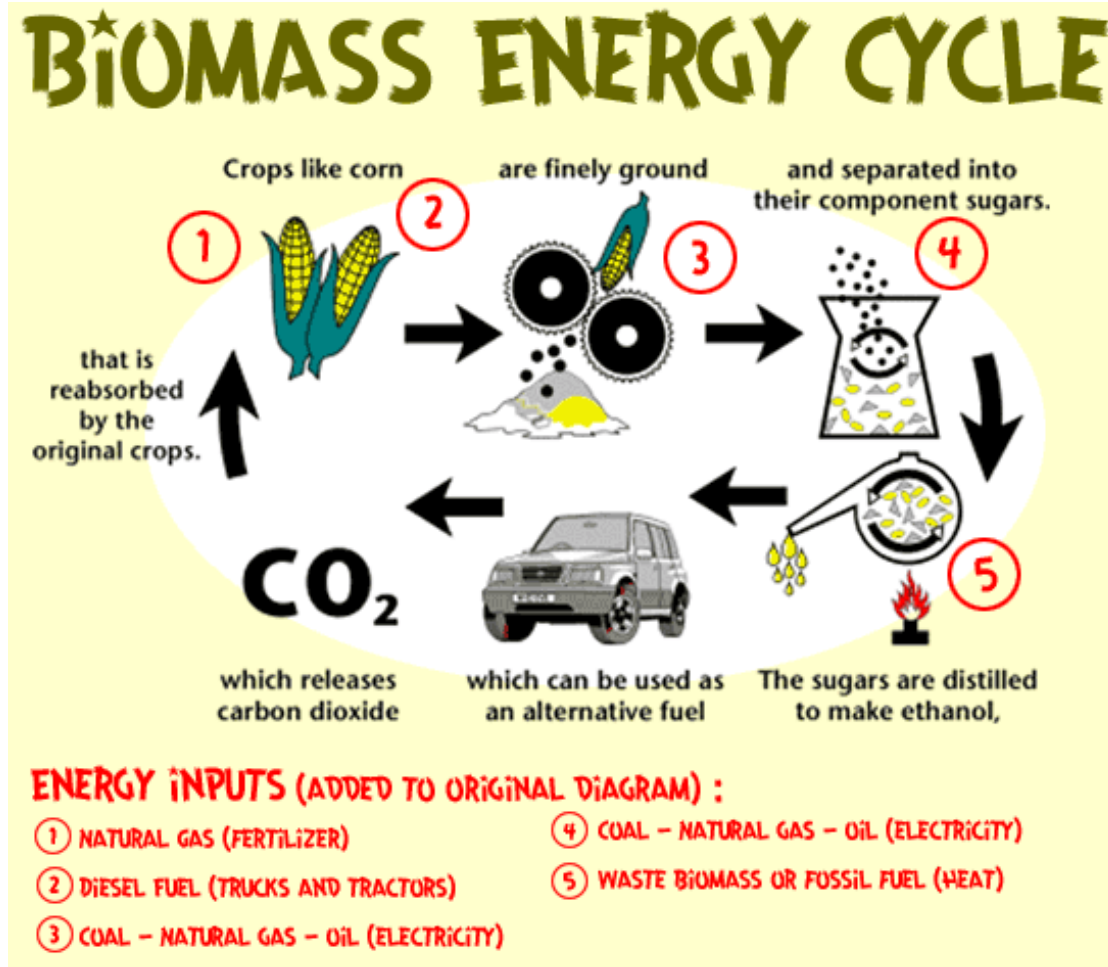 BiOMASS ENERGY CYCLE
Crops like corn
are finely ground
and separated into
their component sugars.
1
2
3
4
that is
reabsorbed
by the
original crops.
5
CO₂
which releases
carbon dioxide
which can be used as
an alternative fuel
The sugars are distilled
to make ethanol,
ENERGY iNPUTS (ADDED TO ORiGiNAL DiAGRAM) :
1 NATURAL GAS (FERTiLiZER)
2 DiESEL FUEL (TRUCKS AND TRACTORS)
3 COAL – NATURAL GAS – OiL (ELECTRiCiTY)
4 COAL – NATURAL GAS – OiL (ELECTRiCiTY)
5 WASTE BiOMASS OR FOSSiL FUEL (HEAT)